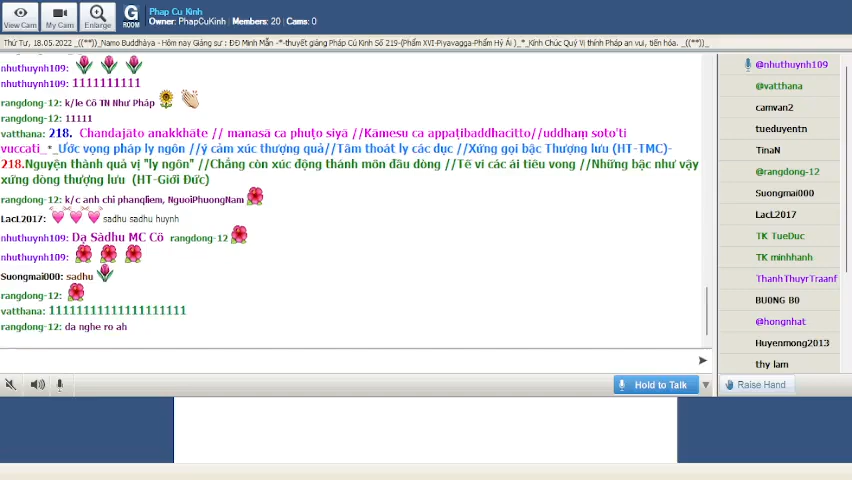 Phap Cu Kinh
Owner: PhapCuKinh | Members: 20 | Cams: 0
View Cam
My Cam
Enlarge
G
ROOM
Thứ Tư, 18.05.2022 _((**))_Namo Buddhàya - Hôm nay Giảng sư : ĐĐ Minh Mẫn -*-thuyết giảng Pháp Cú Kinh Số 219-(Phẩm XVI-Piyavagga-Phẩm Hỷ Ái )_*_Kính Chúc Quý Vị thính Pháp an vui, tiến hóa. _((**))_
nhuthuynh109:
nhuthuynh109: 1111111111
rangdong-12: k/le Cô TN Như Pháp
rangdong-12: 11111
vatthana: 218. Chandajāto anakkhāte // manasā ca phuṭo siyā //Kāmesu ca appaṭibaddhacitto//uddhaṃ soto'ti
vuccati_*_Ước vọng pháp ly ngôn //ý cảm xúc thượng quả//Tâm thoát ly các dục //Xứng gọi bậc Thượng lưu (HT-TMC)-
218.Nguyện thành quả vị "ly ngôn" //Chẳng còn xúc động thánh môn đầu dòng //Tế vi các ái tiêu vong //Những bậc như vậy
xứng dòng thượng lưu (HT-Giới Đức)
rangdong-12: k/c anh chi phanqliem, NguoiPhuongNam
LacL2017: sadhu sadhu huynh
nhuthuynh109: Dạ Sādhu MC Cô rangdong-12
nhuthuynh109:
Suongmai000: sadhu
rangdong-12:
vatthana: 11111111111111111111
rangdong-12: da nghe ro ah
Hold to Talk
@nhuthuynh109
@vatthana
camvan2
tueduyentn
TinaN
@rangdong-12
Suongmai000
LacL2017
TK TueDuc
TK minhhanh
ThanhThuyrTraanf
BU0NG B0
@hongnhat
Huyenmong2013
thy lam
Raise Hand